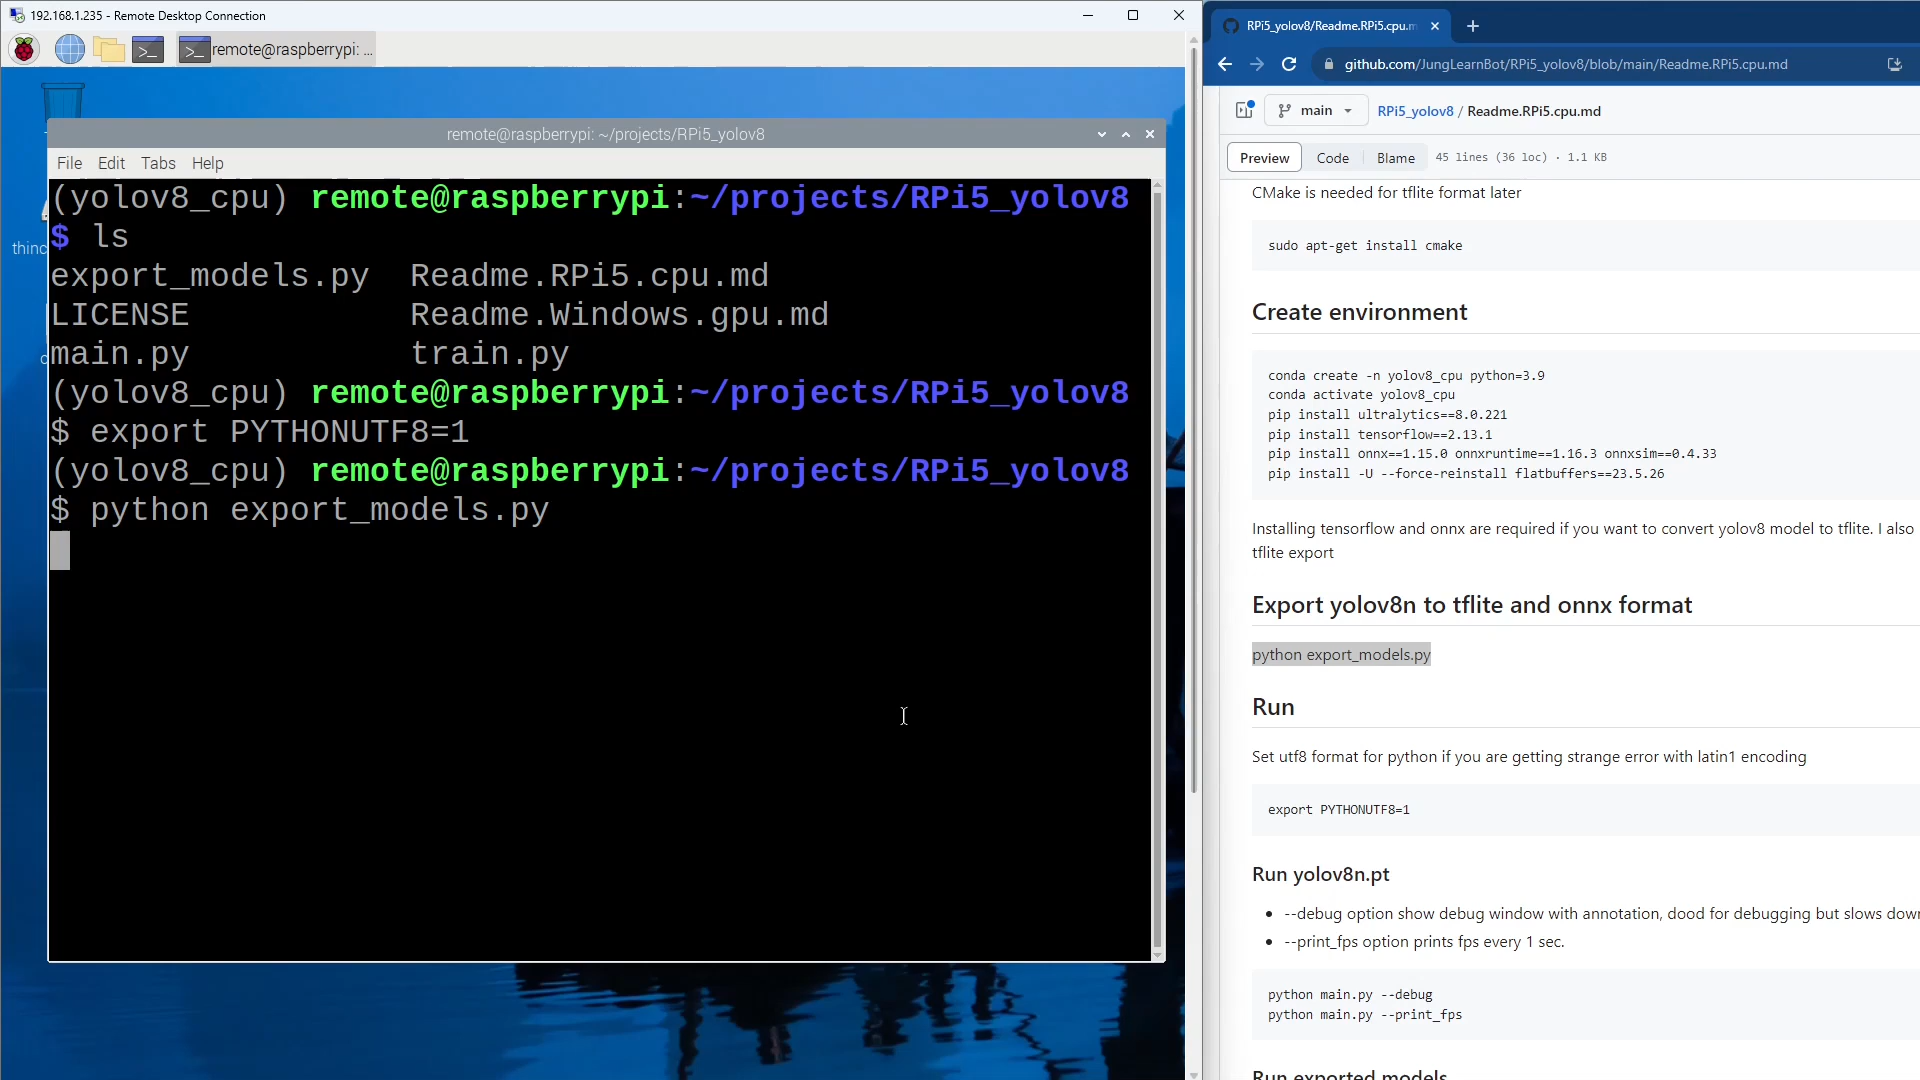 192.168.1.235 - Remote Desktop Connection
remote@raspberrypi: ...
remote@raspberrypi: ~/projects/RPi5_yolov8
File Edit Tabs Help
(yolov8_cpu) remote@raspberrypi:~/projects/RPi5_yolov8
$ ls
export_models.py Readme.RPi5.cpu.md
LICENSE Readme.Windows.gpu.md
main.py train.py
(yolov8_cpu) remote@raspberrypi:~/projects/RPi5_yolov8
$ export PYTHONUTF8=1
(yolov8_cpu) remote@raspberrypi:~/projects/RPi5_yolov8
$ python export_models.py
RPi5_yolov8/Readme.RPi5.cpu.m
github.com/JungLearnBot/RPi5_yolov8/blob/main/Readme.RPi5.cpu.md
main RPi5_yolov8 / Readme.RPi5.cpu.md
Preview Code Blame 45 lines (36 loc) · 1.1 KB
CMake is needed for tflite format later
sudo apt-get install cmake
Create environment
conda create -n yolov8_cpu python=3.9
conda activate yolov8_cpu
pip install ultralytics==8.0.221
pip install tensorflow==2.13.1
pip install onnx==1.15.0 onnxruntime==1.16.3 onnxsim==0.4.33
pip install -U --force-reinstall flatbuffers==23.5.26
Installing tensorflow and onnx are required if you want to convert yolov8 model to tflite. I also
tflite export
Export yolov8n to tflite and onnx format
python export_models.py
Run
Set utf8 format for python if you are getting strange error with latin1 encoding
export PYTHONUTF8=1
Run yolov8n.pt
--debug option show debug window with annotation, dood for debugging but slows down
--print_fps option prints fps every 1 sec.
python main.py --debug
python main.py --print_fps
Run exported models